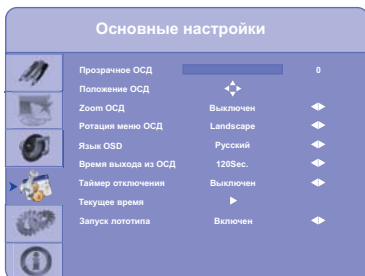 Основные настройки
Прозрачное ОСД 0
Положение ОСД
Zoom ОСД Выключен
Ротация меню ОСД Landscape
Язык OSD Русский
Время выхода из ОСД 120Sec.
Таймер отключения Выключен
Текущее время
Запуск лототипа Включен